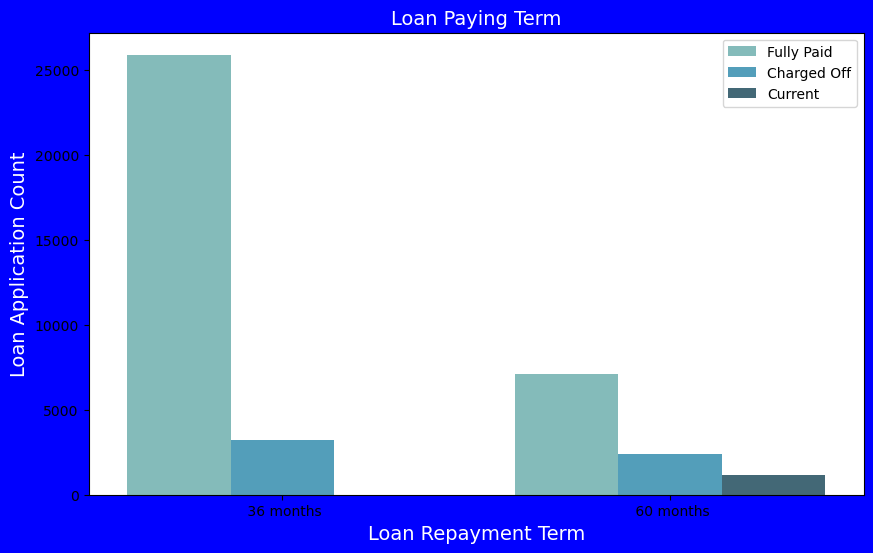 Loan Paying Term
Fully Paid
Charged Off
Current
Loan Application Count
25000
20000
15000
10000
5000
0
36 months
60 months
Loan Repayment Term